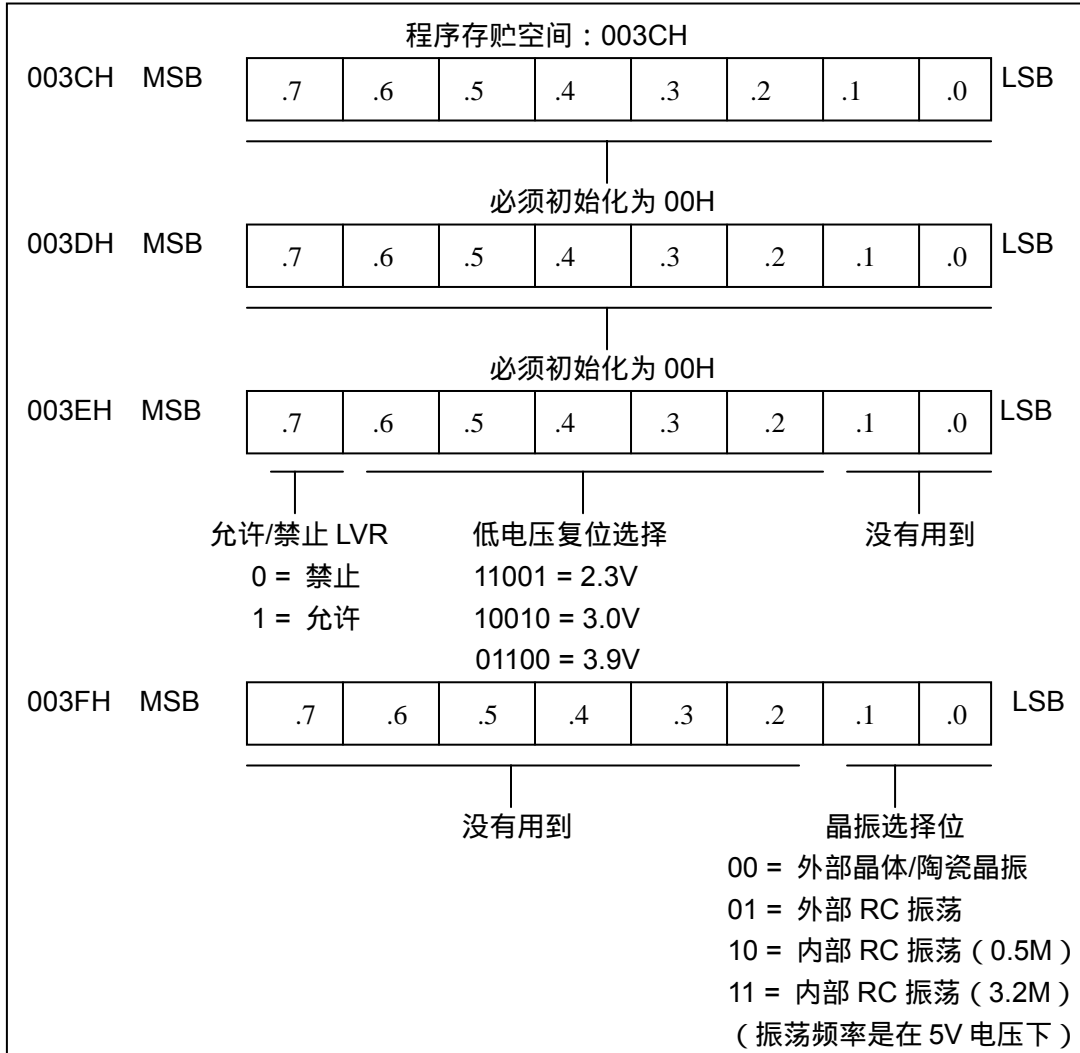 程序存贮空间：003CH
003CH MSB .7 .6 .5 .4 .3 .2 .1 .0 LSB
必须初始化为 00H
003DH MSB .7 .6 .5 .4 .3 .2 .1 .0 LSB
必须初始化为 00H
003EH MSB .7 .6 .5 .4 .3 .2 .1 .0 LSB
允许/禁止 LVR 低电压复位选择 没有用到
0 = 禁止 11001 = 2.3V
1 = 允许 10010 = 3.0V
01100 = 3.9V
003FH MSB .7 .6 .5 .4 .3 .2 .1 .0 LSB
没有用到 晶振选择位
00 = 外部晶体/陶瓷晶振
01 = 外部 RC 振荡
10 = 内部 RC 振荡（0.5M）
11 = 内部 RC 振荡（3.2M）
（振荡频率是在 5V 电压下）